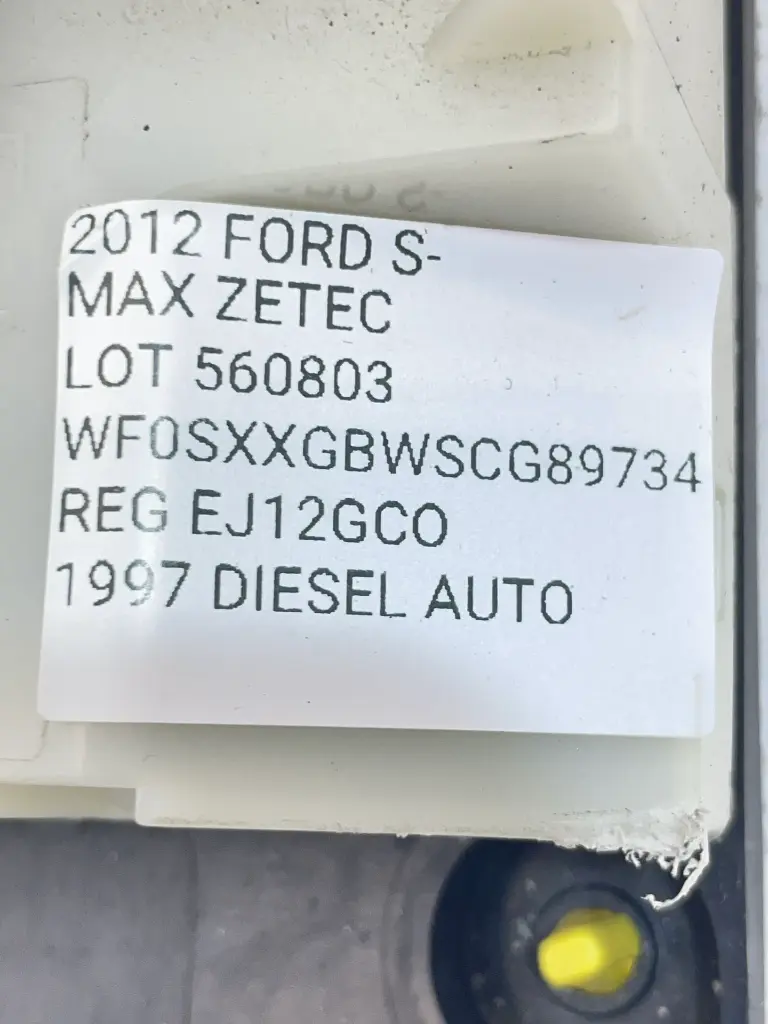 2012 FORD S-
MAX ZETEC
LOT 560803
WF0SXXGBWSCG89734
REG EJ12GCO
1997 DIESEL AUTO